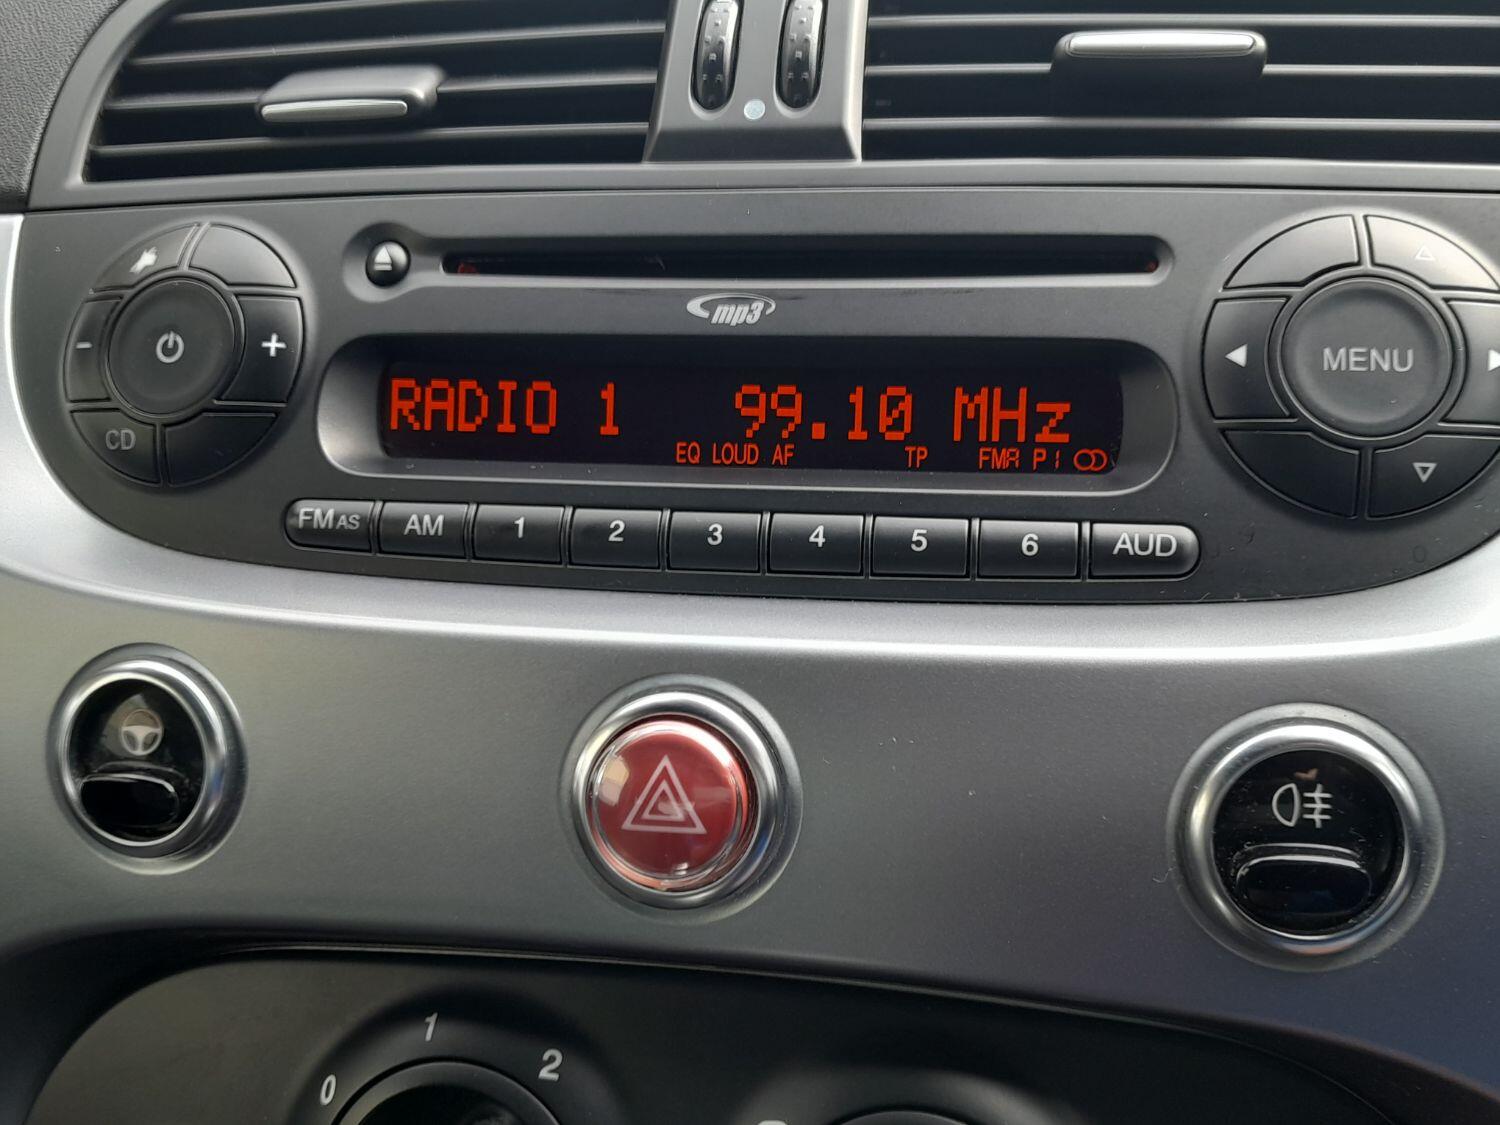 mp3
RADIO 1 99.10 MHz
EQ LOUD AF TP FMA P1
CD
MENU
FM AS AM 1 2 3 4 5 6 AUD
0 1 2